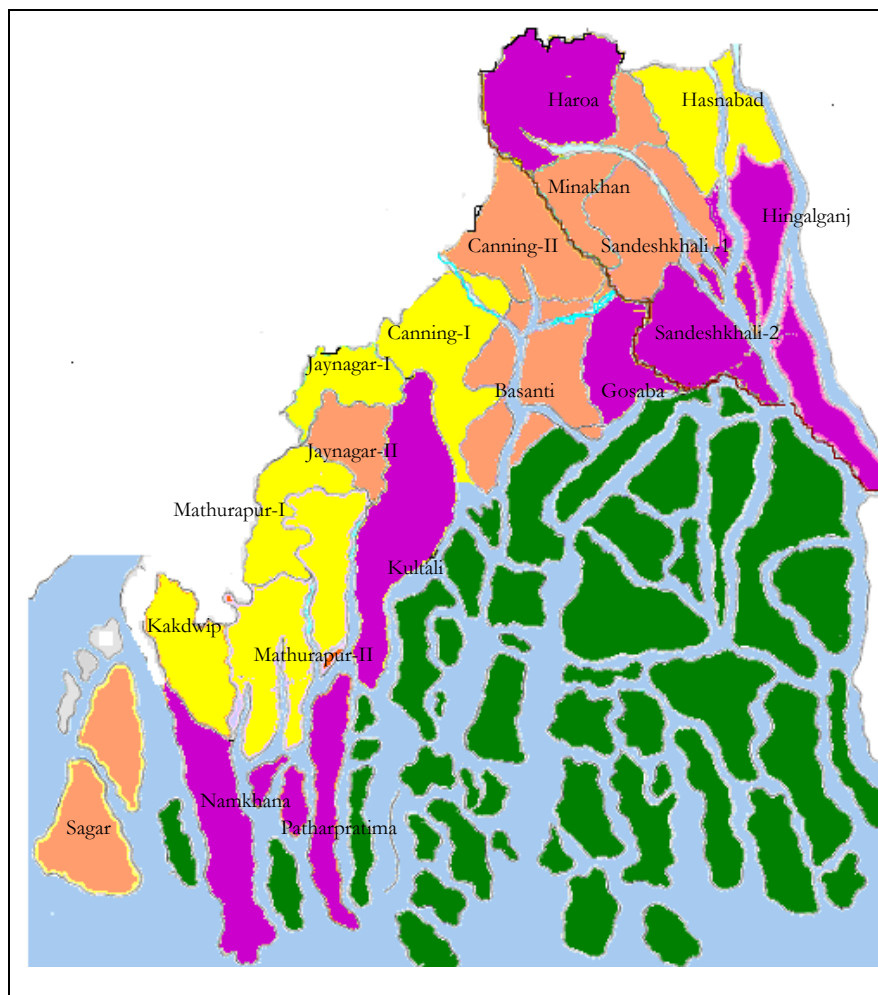 Haroa
Hasnabad
Minakhan
Hingalganj
Canning-II
Sandeshkhali -1
Canning-I
Sandeshkhali-2
Jaynagar-I
Basanti
Gosaba
Jaynagar-II
Mathurapur-I
Kultali
Kakdwip
Mathurapur-II
Namkhana
Sagar
Patharpratima